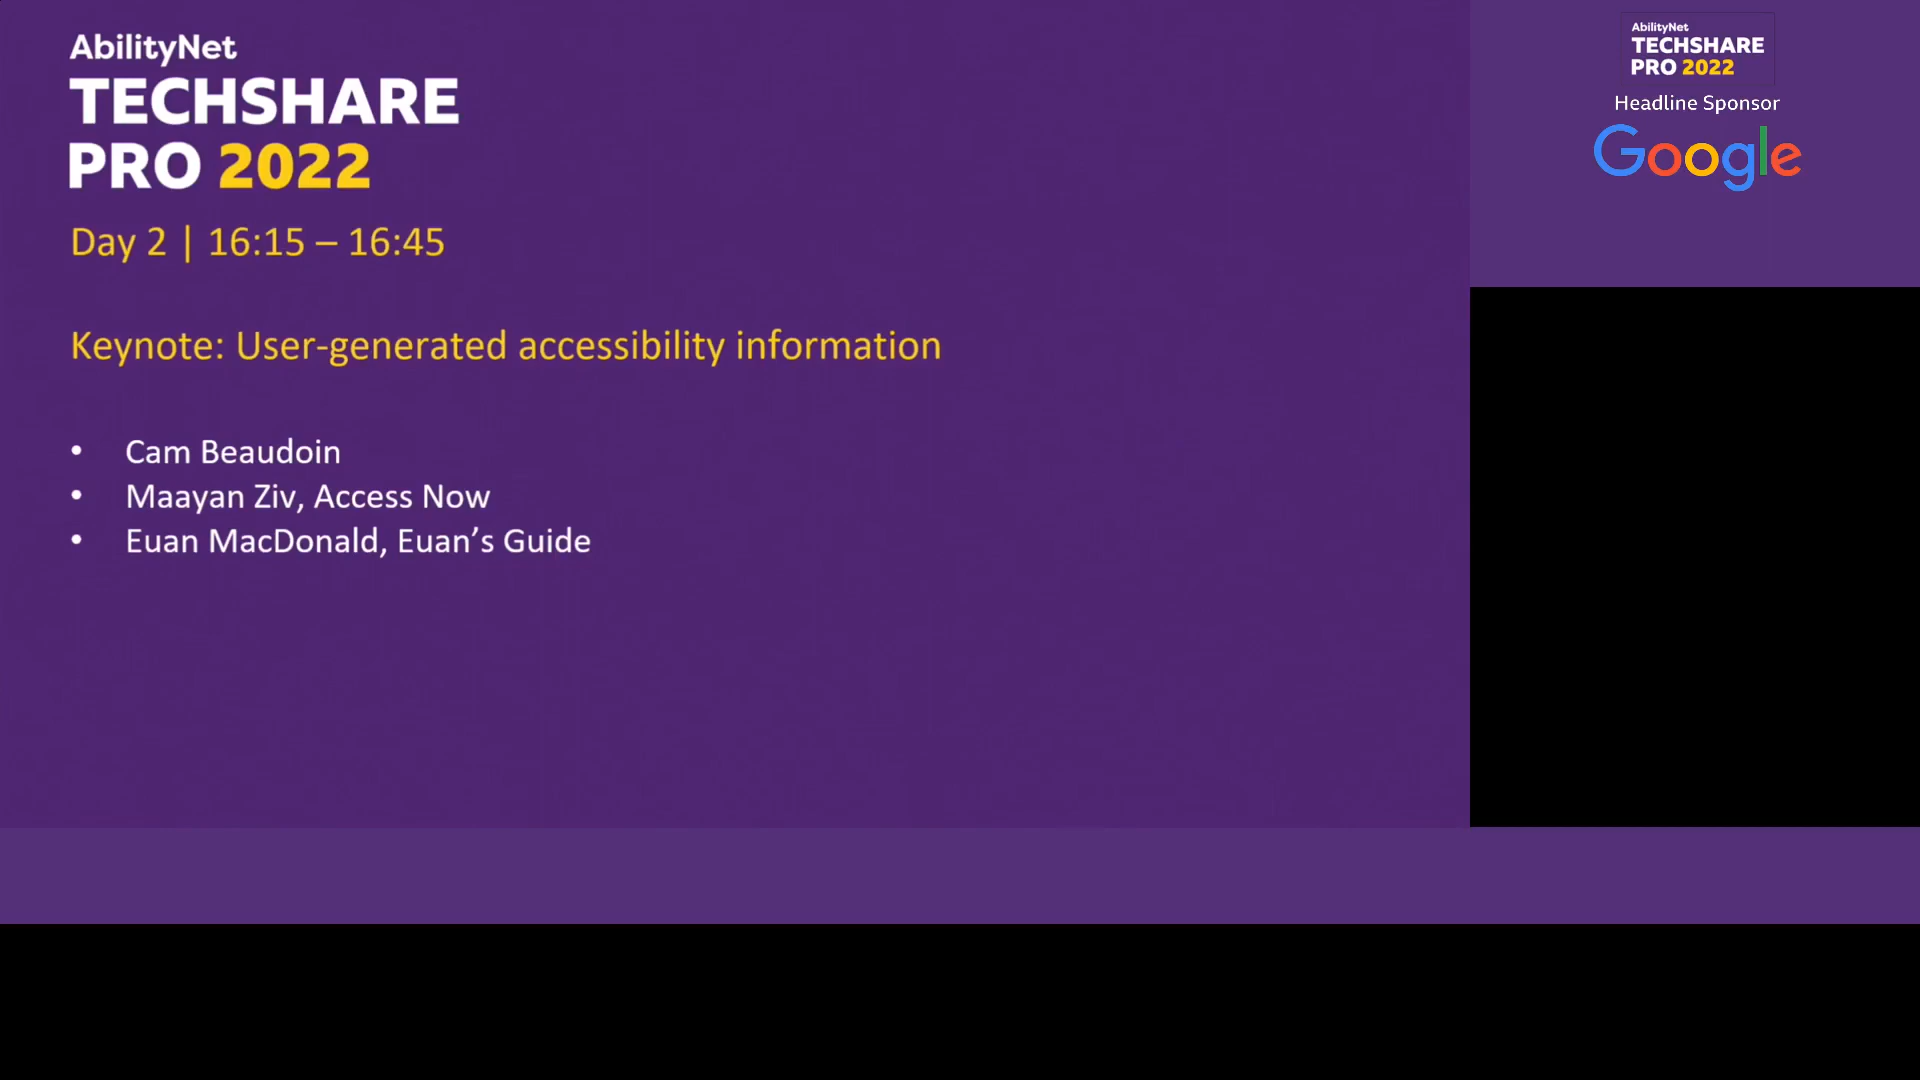 AbilityNet
TECHSHARE
PRO 2022
Day 2 | 16:15 – 16:45
Keynote: User-generated accessibility information
• Cam Beaudoin
• Maayan Ziv, Access Now
• Euan MacDonald, Euan’s Guide
AbilityNet
TECHSHARE
PRO 2022
Headline Sponsor
Google